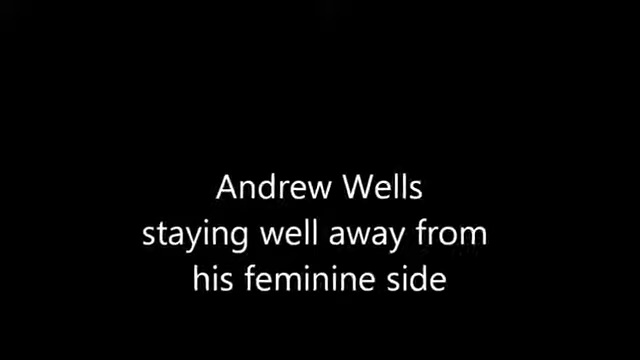 Andrew Wells
staying well away from
his feminine side